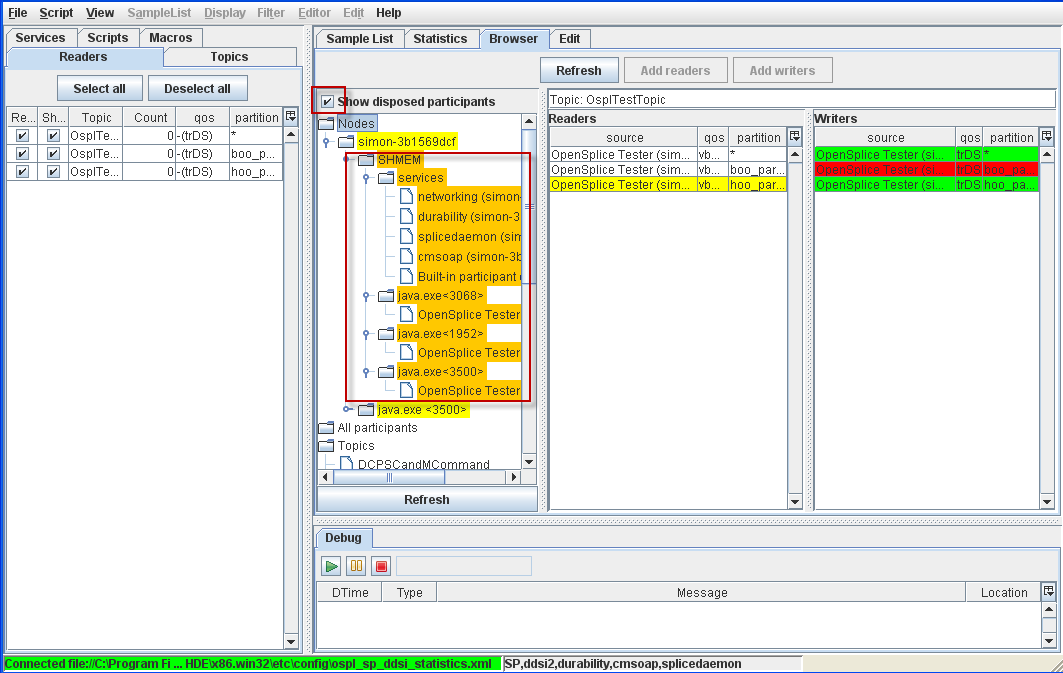 File Script View SampleList Display Filter Editor Edit Help
Services Scripts Macros
Readers Topics
Select all Deselect all
Re... Sh... Topic Count qos partition
OsplTe... 0 -(trDS) *
OsplTe... 0 -(trDS) boo_p...
OsplTe... 0 -(trDS) hoo_p...
Sample List Statistics Browser Edit
Refresh Add readers Add writers
Show disposed participants
Nodes
simon-3b1569dcf
SHMEM
services
networking (simon-
durability (simon-3
splicedaemon (sim
cmsoap (simon-3b
Built-in participant
java.exe<3068>
OpenSplice Tester
java.exe<1952>
OpenSplice Tester
java.exe<3500>
OpenSplice Tester
java.exe <3500>
All participants
Topics
DCPSCandMCommand
Refresh
Topic: OsplTestTopic
Readers
source qos partition
OpenSplice Tester (sim... vb... *
OpenSplice Tester (sim... vb... boo_par...
OpenSplice Tester (sim... vb... hoo_par...
Writers
source qos partition
OpenSplice Tester (si... trDS *
OpenSplice Tester (si... trDS boo_pa...
OpenSplice Tester (si... trDS hoo_pa...
Debug
DTime Type Message Location
Connected file://C:\Program Fi ... HDE\x86.win32\etc\config\ospl_sp_ddsi_statistics.xml SP,ddsi2,durability,cmsoap,splicedaemon